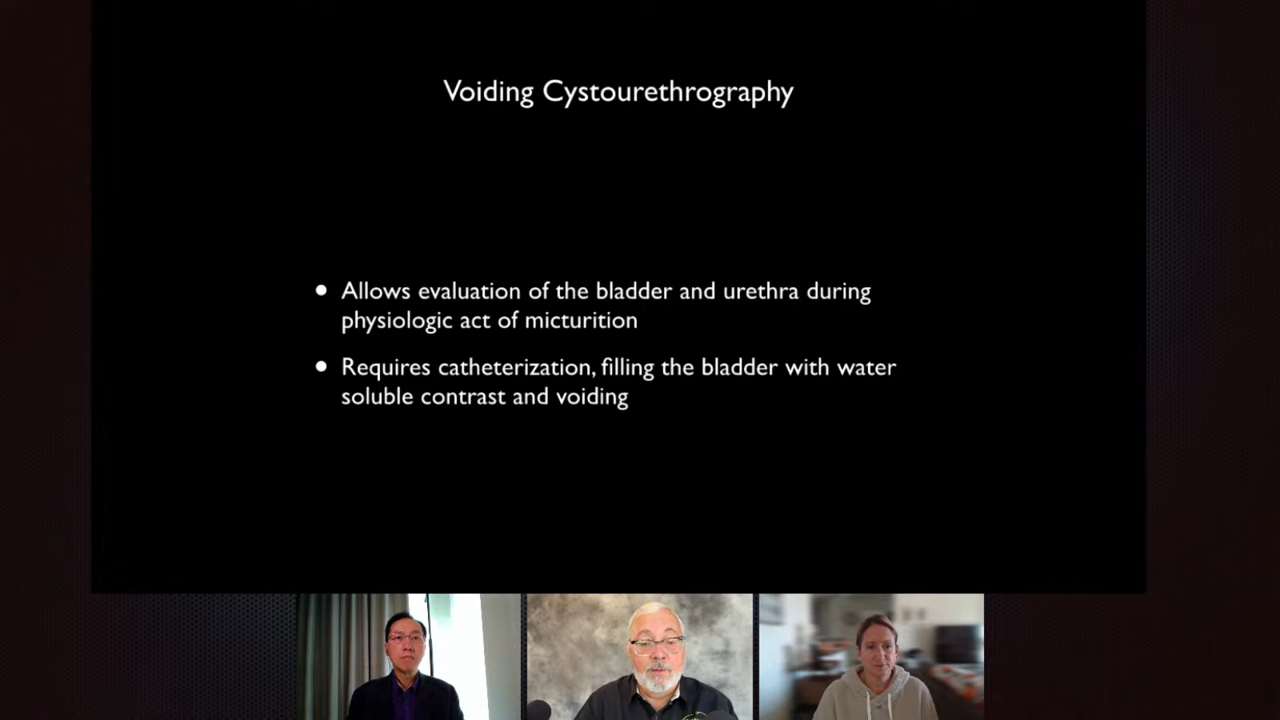 Voiding Cystourethrography
• Allows evaluation of the bladder and urethra during
physiologic act of micturition
• Requires catheterization, filling the bladder with water
soluble contrast and voiding